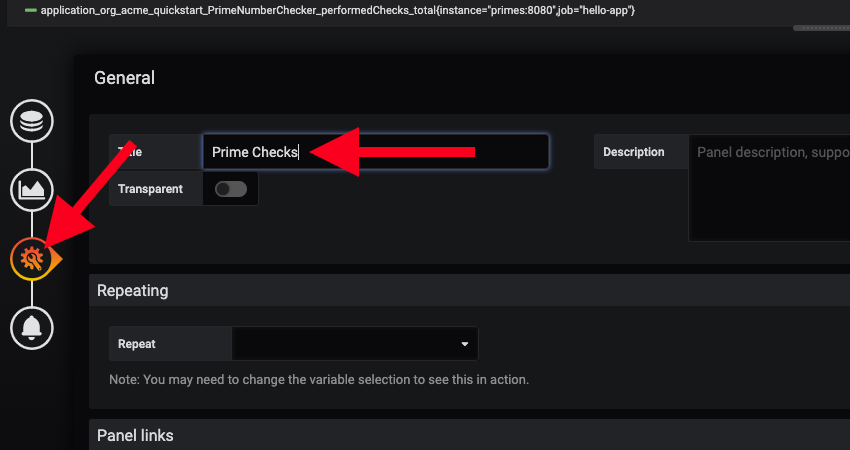 application_org_acme_quickstart_PrimeNumberChecker_performedChecks_total{instance="primes:8080",job="hello-app"}
General
Title Prime Checks Description Panel description, suppo
Transparent
Repeating
Repeat
Note: You may need to change the variable selection to see this in action.
Panel links